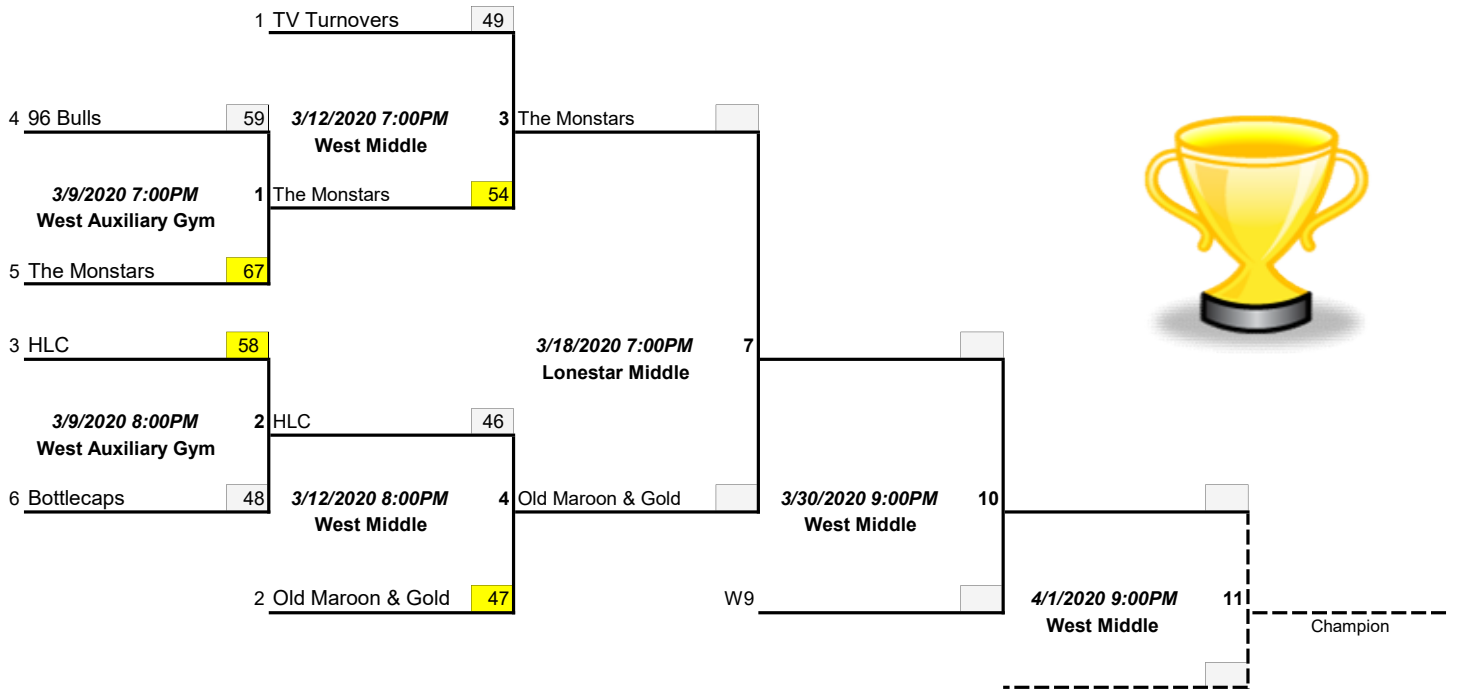 1 TV Turnovers 49
4 96 Bulls 59 3/12/2020 7:00PM 3 The Monstars
West Middle
3/9/2020 7:00PM 1 The Monstars 54
West Auxiliary Gym
5 The Monstars 67
3 HLC 58 3/18/2020 7:00PM 7
Lonestar Middle
3/9/2020 8:00PM 2 HLC 46
West Auxiliary Gym
6 Bottlecaps 48 3/12/2020 8:00PM 4 Old Maroon & Gold 3/30/2020 9:00PM 10
West Middle West Middle
2 Old Maroon & Gold 47 W9 4/1/2020 9:00PM 11
West Middle Champion